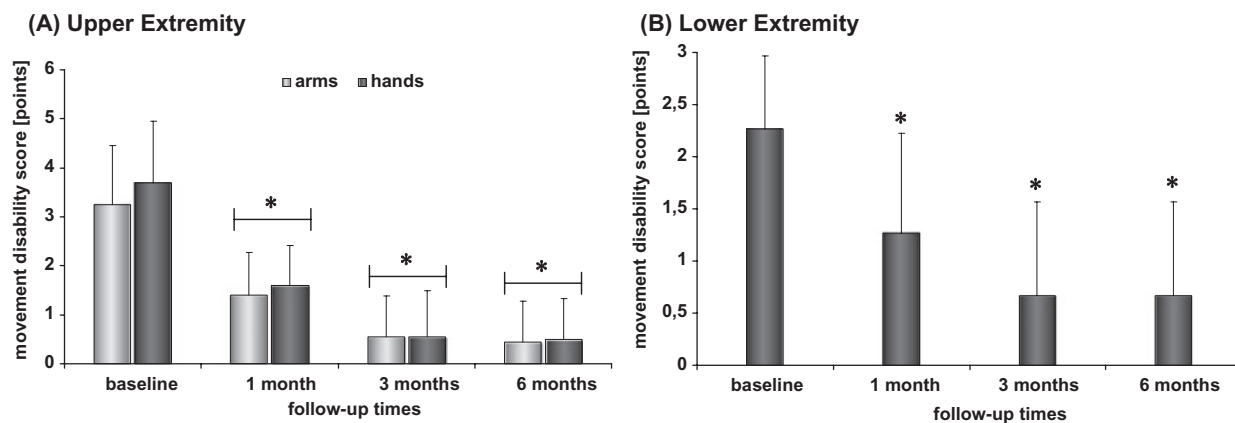 (A) Upper Extremity
movement disability score [points]
6
5
4
3
2
1
0
arms hands
*
*
*
baseline 1 month 3 months 6 months
follow-up times
(B) Lower Extremity
movement disability score [points]
3
2,5
2
1,5
1
0,5
0
*
*
*
baseline 1 month 3 months 6 months
follow-up times